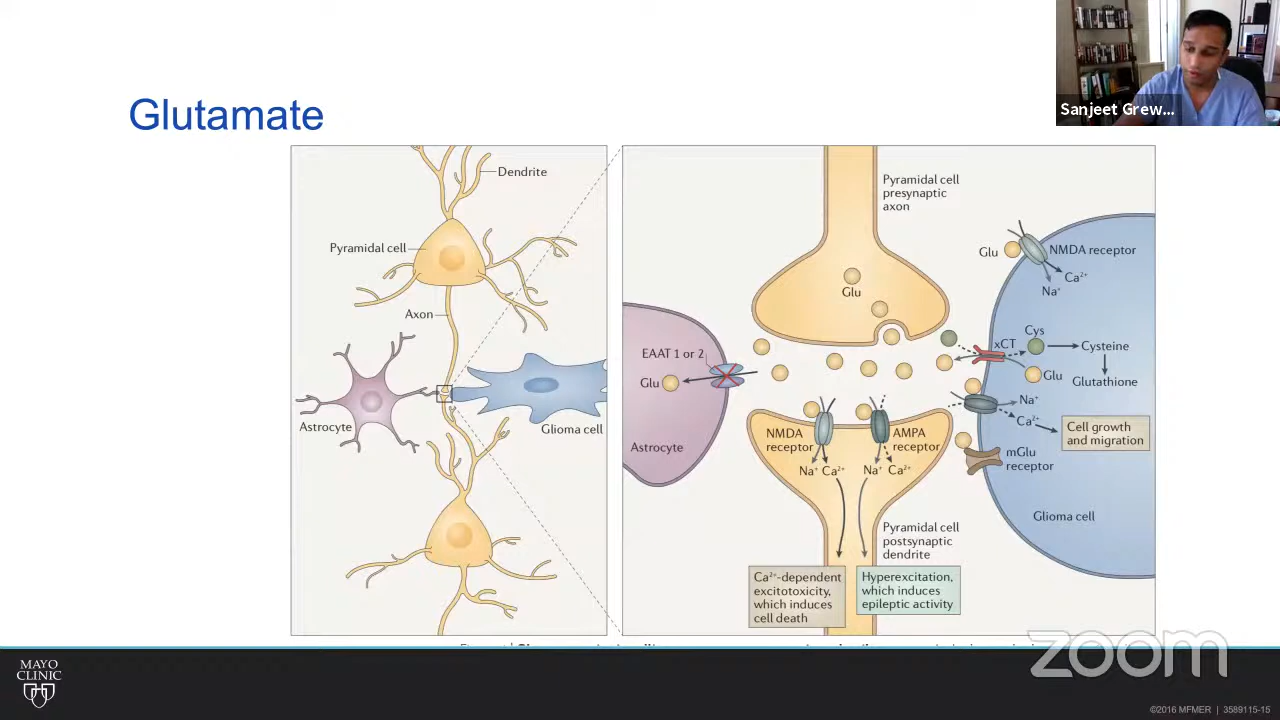 Sanjeet Grew...
Glutamate
Dendrite
Pyramidal cell
Axon
Astrocyte
Glioma cell
Pyramidal cell
presynaptic
axon
Glu
Glu
NMDA receptor
Ca²⁺
Na⁺
EAAT 1 or 2
Glu
Astrocyte
xCT
Cys
Cysteine
Glu
Glutathione
Na⁺
Ca²⁺
Cell growth
and migration
mGlu
receptor
Glioma cell
NMDA
receptor
AMPA
receptor
Na⁺ Ca²⁺
Na⁺ Ca²⁺
Pyramidal cell
postsynaptic
dendrite
Ca²⁺-dependent
excitotoxicity,
which induces
cell death
Hyperexcitation,
which induces
epileptic activity
zoom
MAYO
CLINIC
©2016 MFMER | 3589115-15